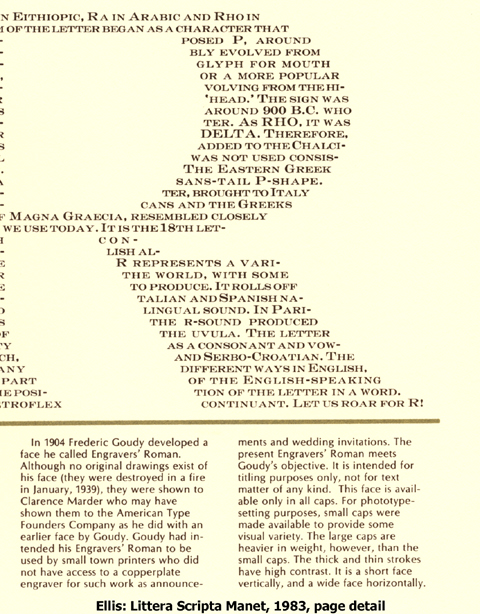 N EITHIOPIC, RA IN ARABIC AND RHO IN
M OF THE LETTER BEGAN AS A CHARACTER THAT
- POSED P, AROUND
- BLY EVOLVED FROM
- GLYPH FOR MOUTH
, OR A MORE POPULAR
- VOLVING FROM THE HI-
R 'HEAD.' THE SIGN WAS
S AROUND 900 B.C. WHO
- TER. AS RHO, IT WAS
R DELTA. THEREFORE,
S ADDED TO THE CHALCI-
L WAS NOT USED CONSIS-
. THE EASTERN GREEK
A SANS-TAIL P-SHAPE.
- TER, BROUGHT TO ITALY
- CANS AND THE GREEKS
F MAGNA GRAECIA, RESEMBLED CLOSELY
WE USE TODAY. IT IS THE 18TH LET-
H CON-
- LISH AL-
E R REPRESENTS A VARI-
R THE WORLD, WITH SOME
E TO PRODUCE. IT ROLLS OFF
- TALIAN AND SPANISH NA-
D LINGUAL SOUND. IN PARI-
S THE R-SOUND PRODUCED
OF THE UVULA. THE LETTER
TY AS A CONSONANT AND VOW-
CH, AND SERBO-CROATIAN. THE
ANY DIFFERENT WAYS IN ENGLISH,
PART OF THE ENGLISH-SPEAKING
HE POSI- TION OF THE LETTER IN A WORD.
ETROFLEX CONTINUANT. LET US ROAR FOR R!
In 1904 Frederic Goudy developed a
face he called Engravers' Roman.
Although no original drawings exist of
his face (they were destroyed in a fire
in January, 1939), they were shown to
Clarence Marder who may have
shown them to the American Type
Founders Company as he did with an
earlier face by Goudy. Goudy had in-
tended his Engravers' Roman to be
used by small town printers who did
not have access to a copperplate
engraver for such work as announce-
ments and wedding invitations. The
present Engravers' Roman meets
Goudy's objective. It is intended for
titling purposes only, not for text
matter of any kind. This face is avail-
able only in all caps. For phototype-
setting purposes, small caps were
made available to provide some
visual variety. The large caps are
heavier in weight, however, than the
small caps. The thick and thin strokes
have high contrast. It is a short face
vertically, and a wide face horizontally.
Ellis: Littera Scripta Manet, 1983, page detail